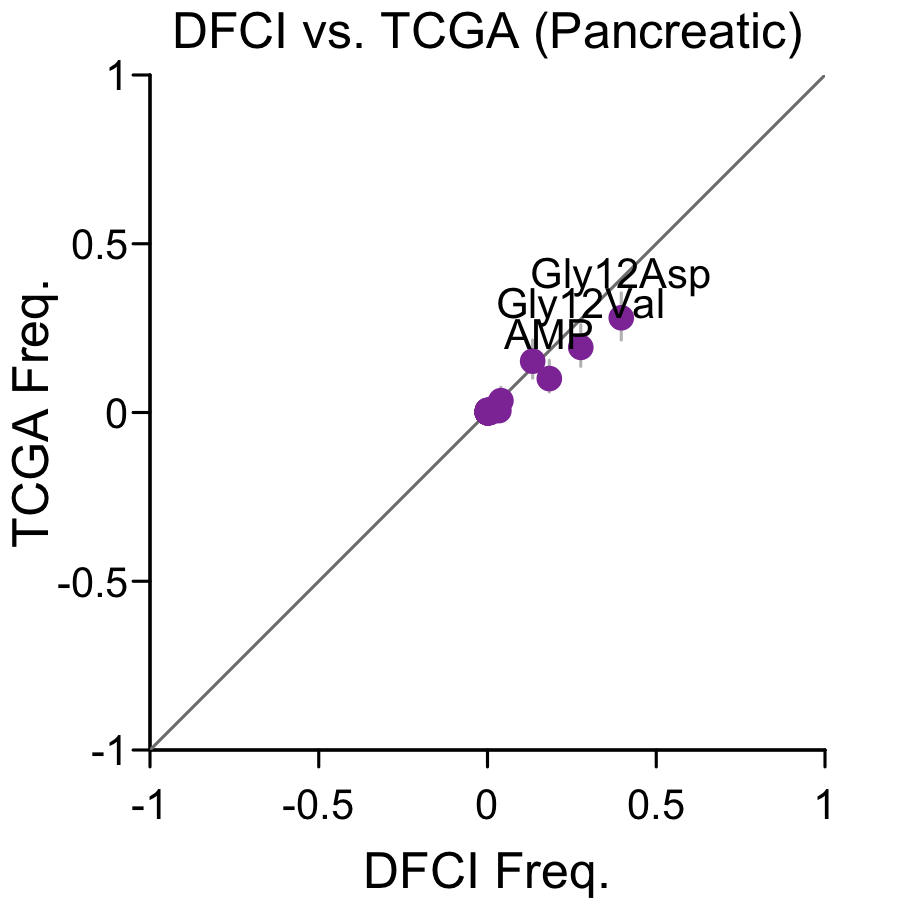 DFCI vs. TCGA (Pancreatic)
1
0.5
0
-0.5
-1
TCGA Freq.
Gly12Asp
Gly12Val
AMP
-1
-0.5
0
0.5
1
DFCI Freq.